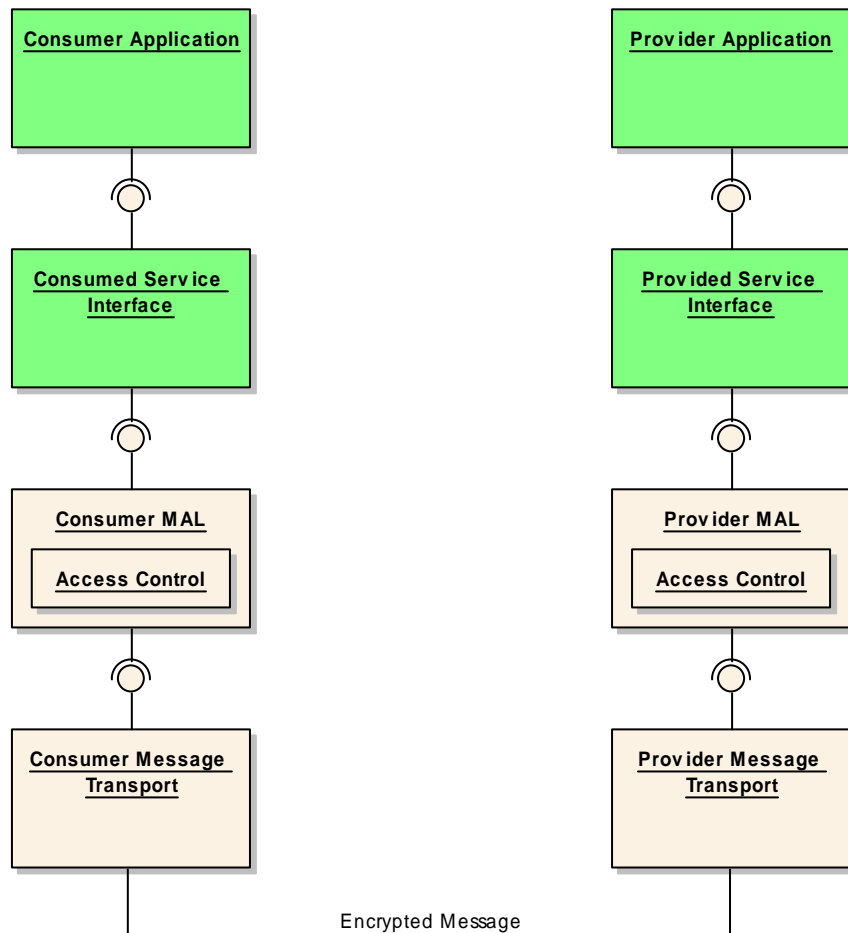 Consumer Application
Provider Application
Consumed Service
Interface
Provided Service
Interface
Consumer MAL
Access Control
Provider MAL
Access Control
Consumer Message
Transport
Provider Message
Transport
Encrypted Message